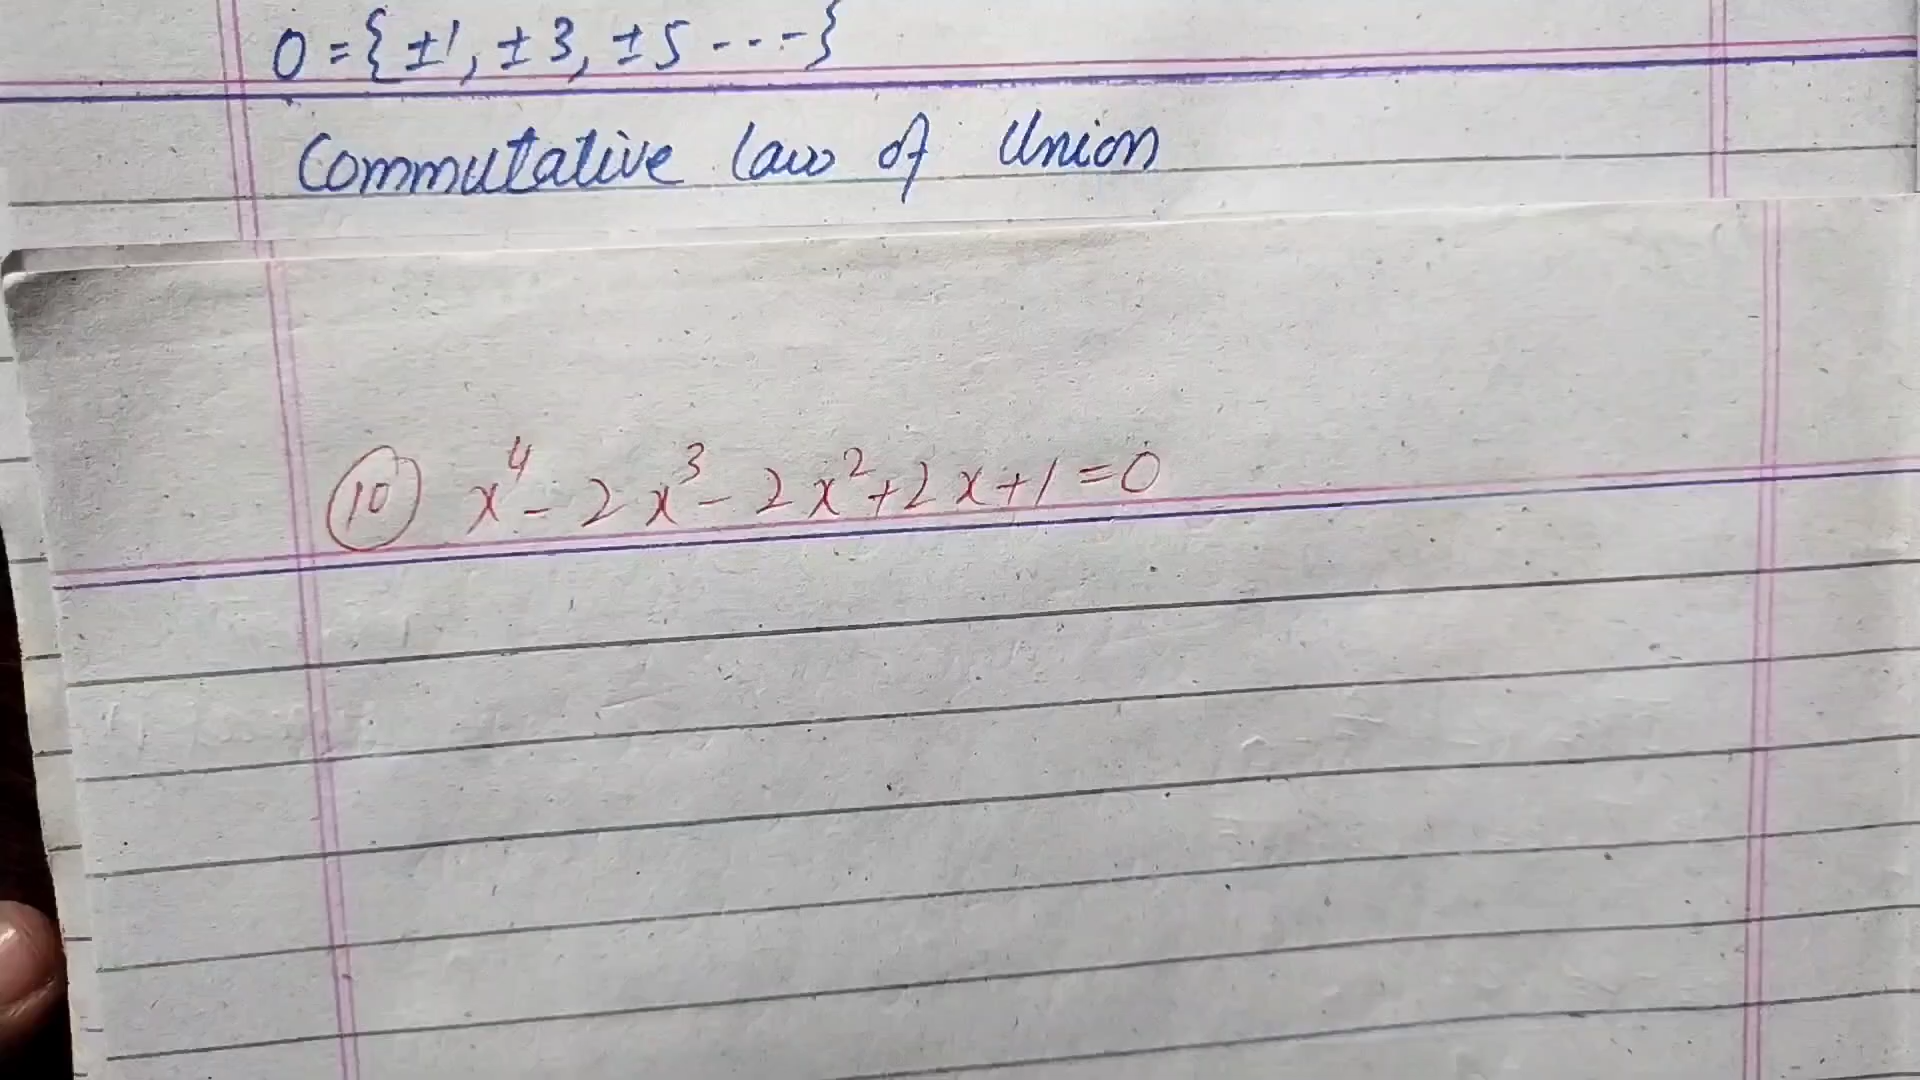 O = {±1, ±3, ±5 - - - -}
Commutative law of Union
(10) x⁴ - 2x³ - 2x² + 2x + 1 = 0